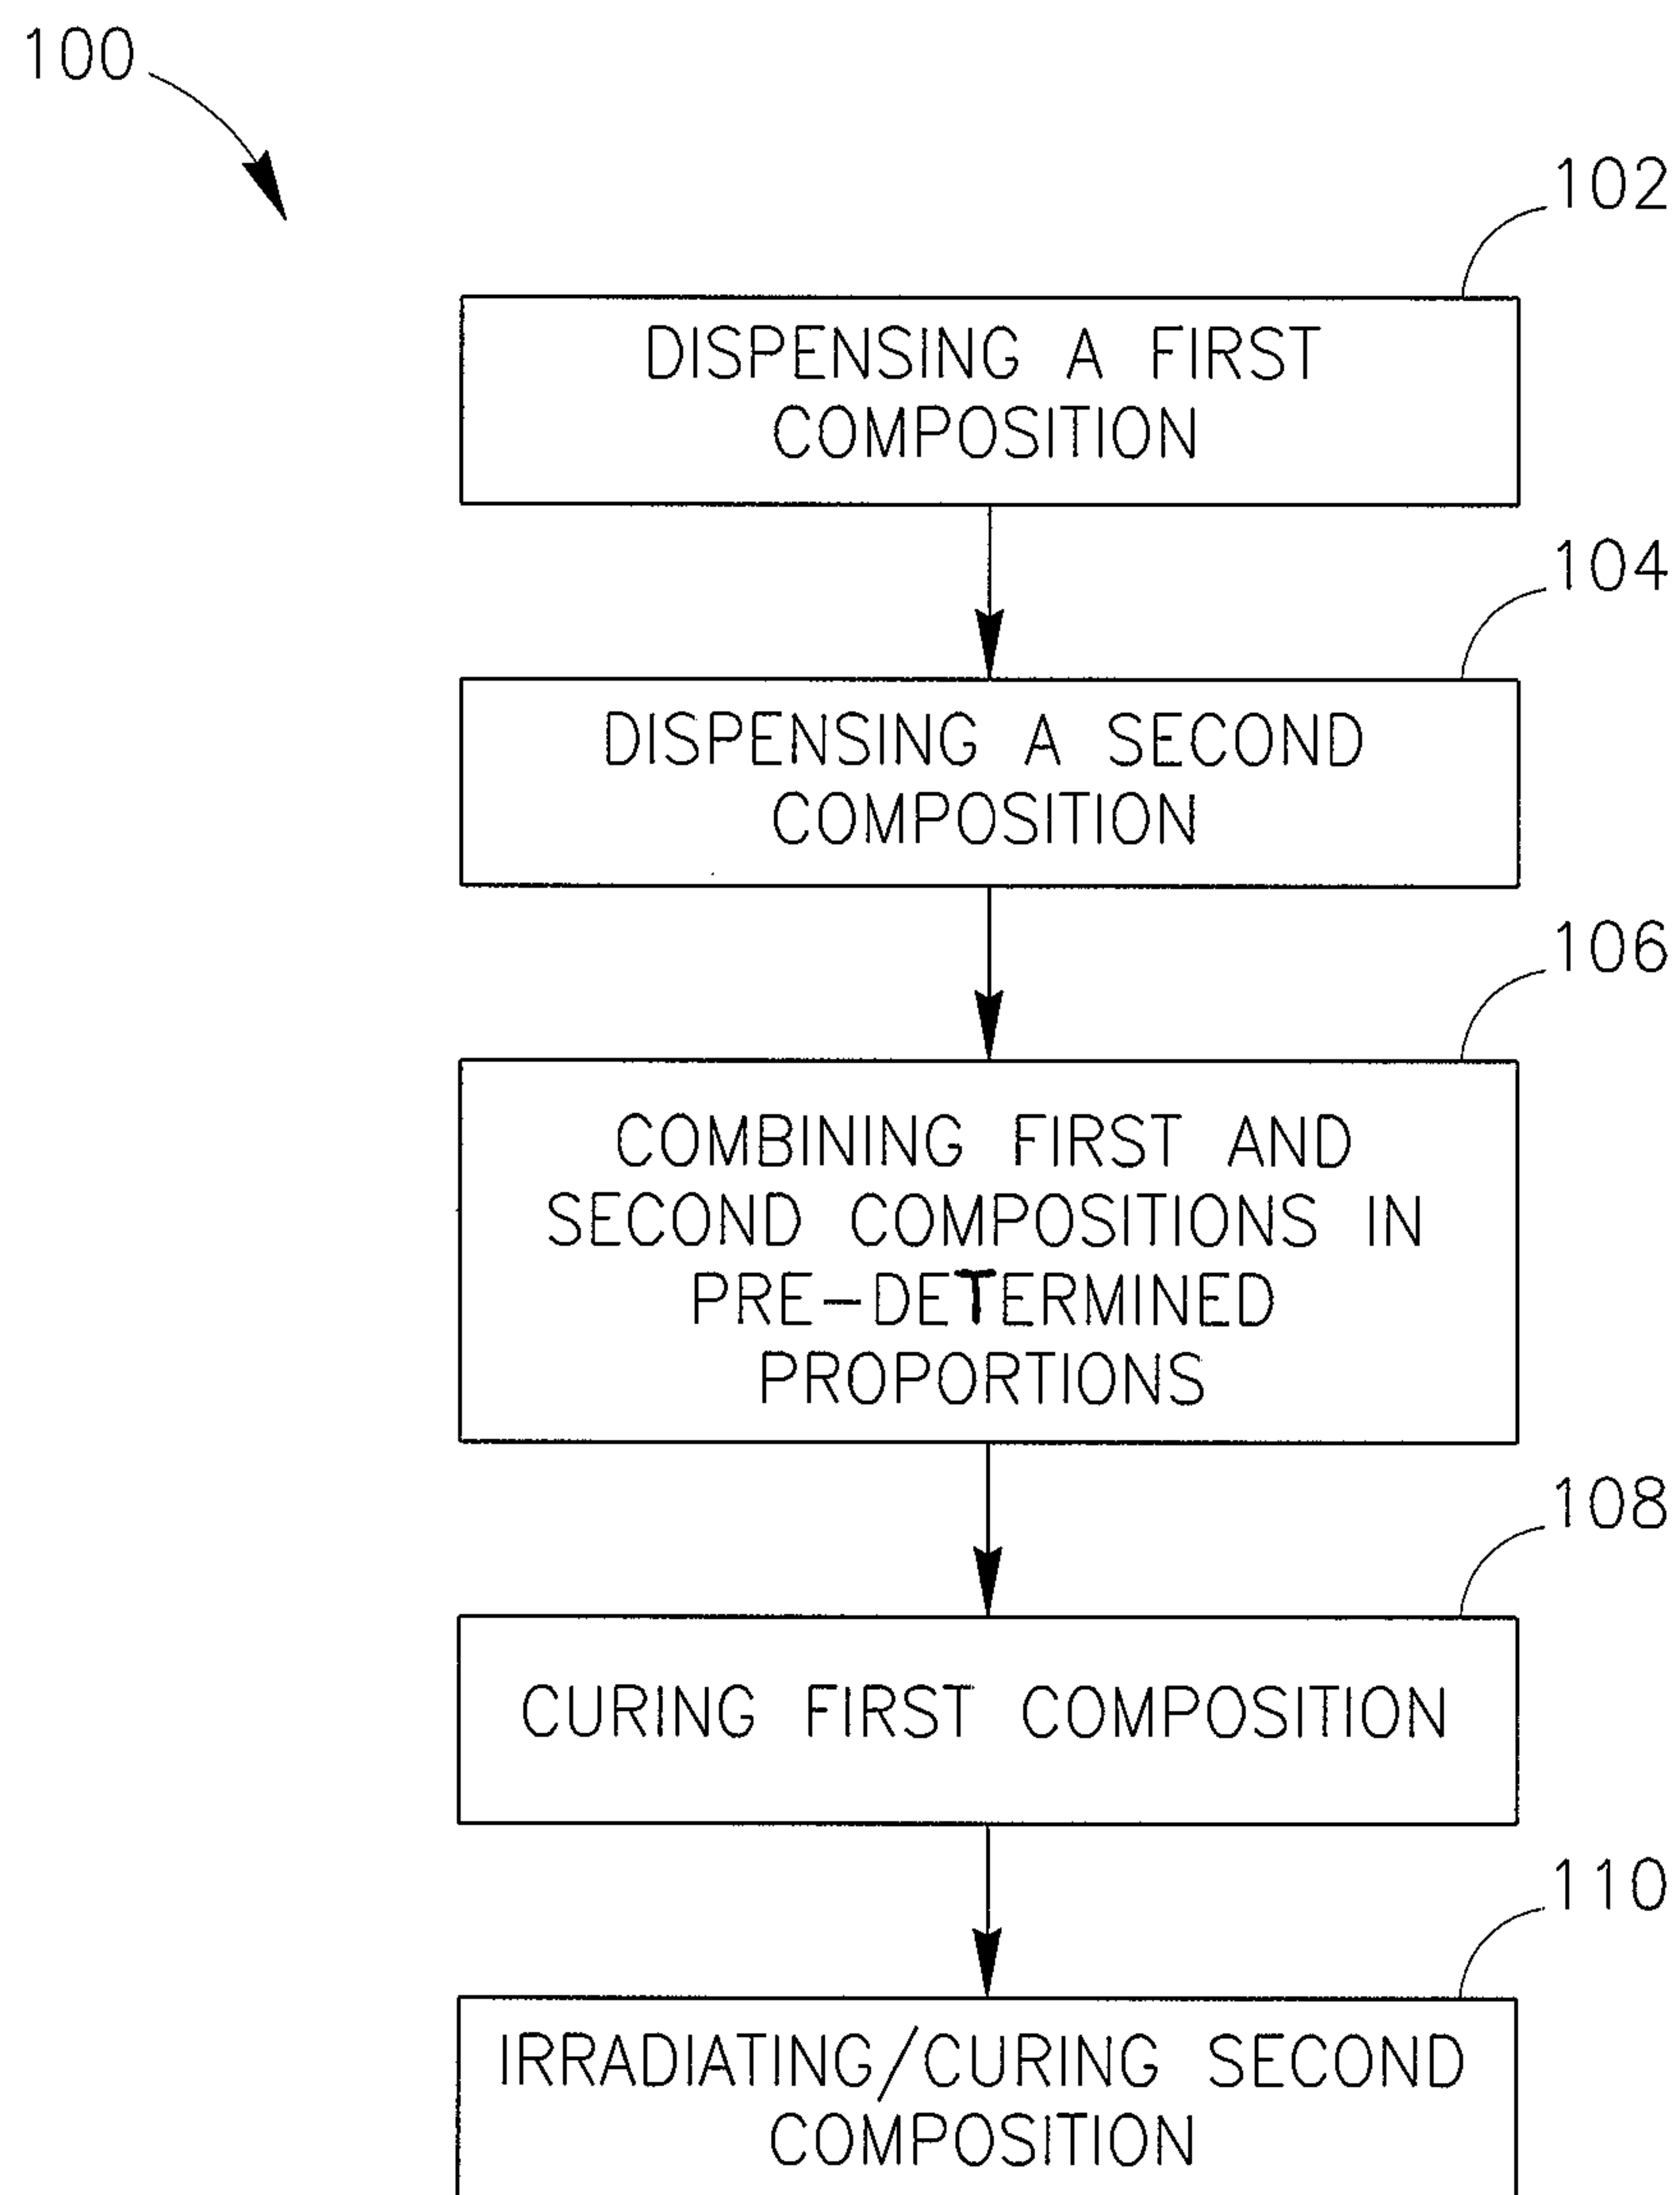 100
102
DISPENSING A FIRST
COMPOSITION
104
DISPENSING A SECOND
COMPOSITION
106
COMBINING FIRST AND
SECOND COMPOSITIONS IN
PRE-DETERMINED
PROPORTIONS
108
CURING FIRST COMPOSITION
110
IRRADIATING/CURING SECOND
COMPOSITION